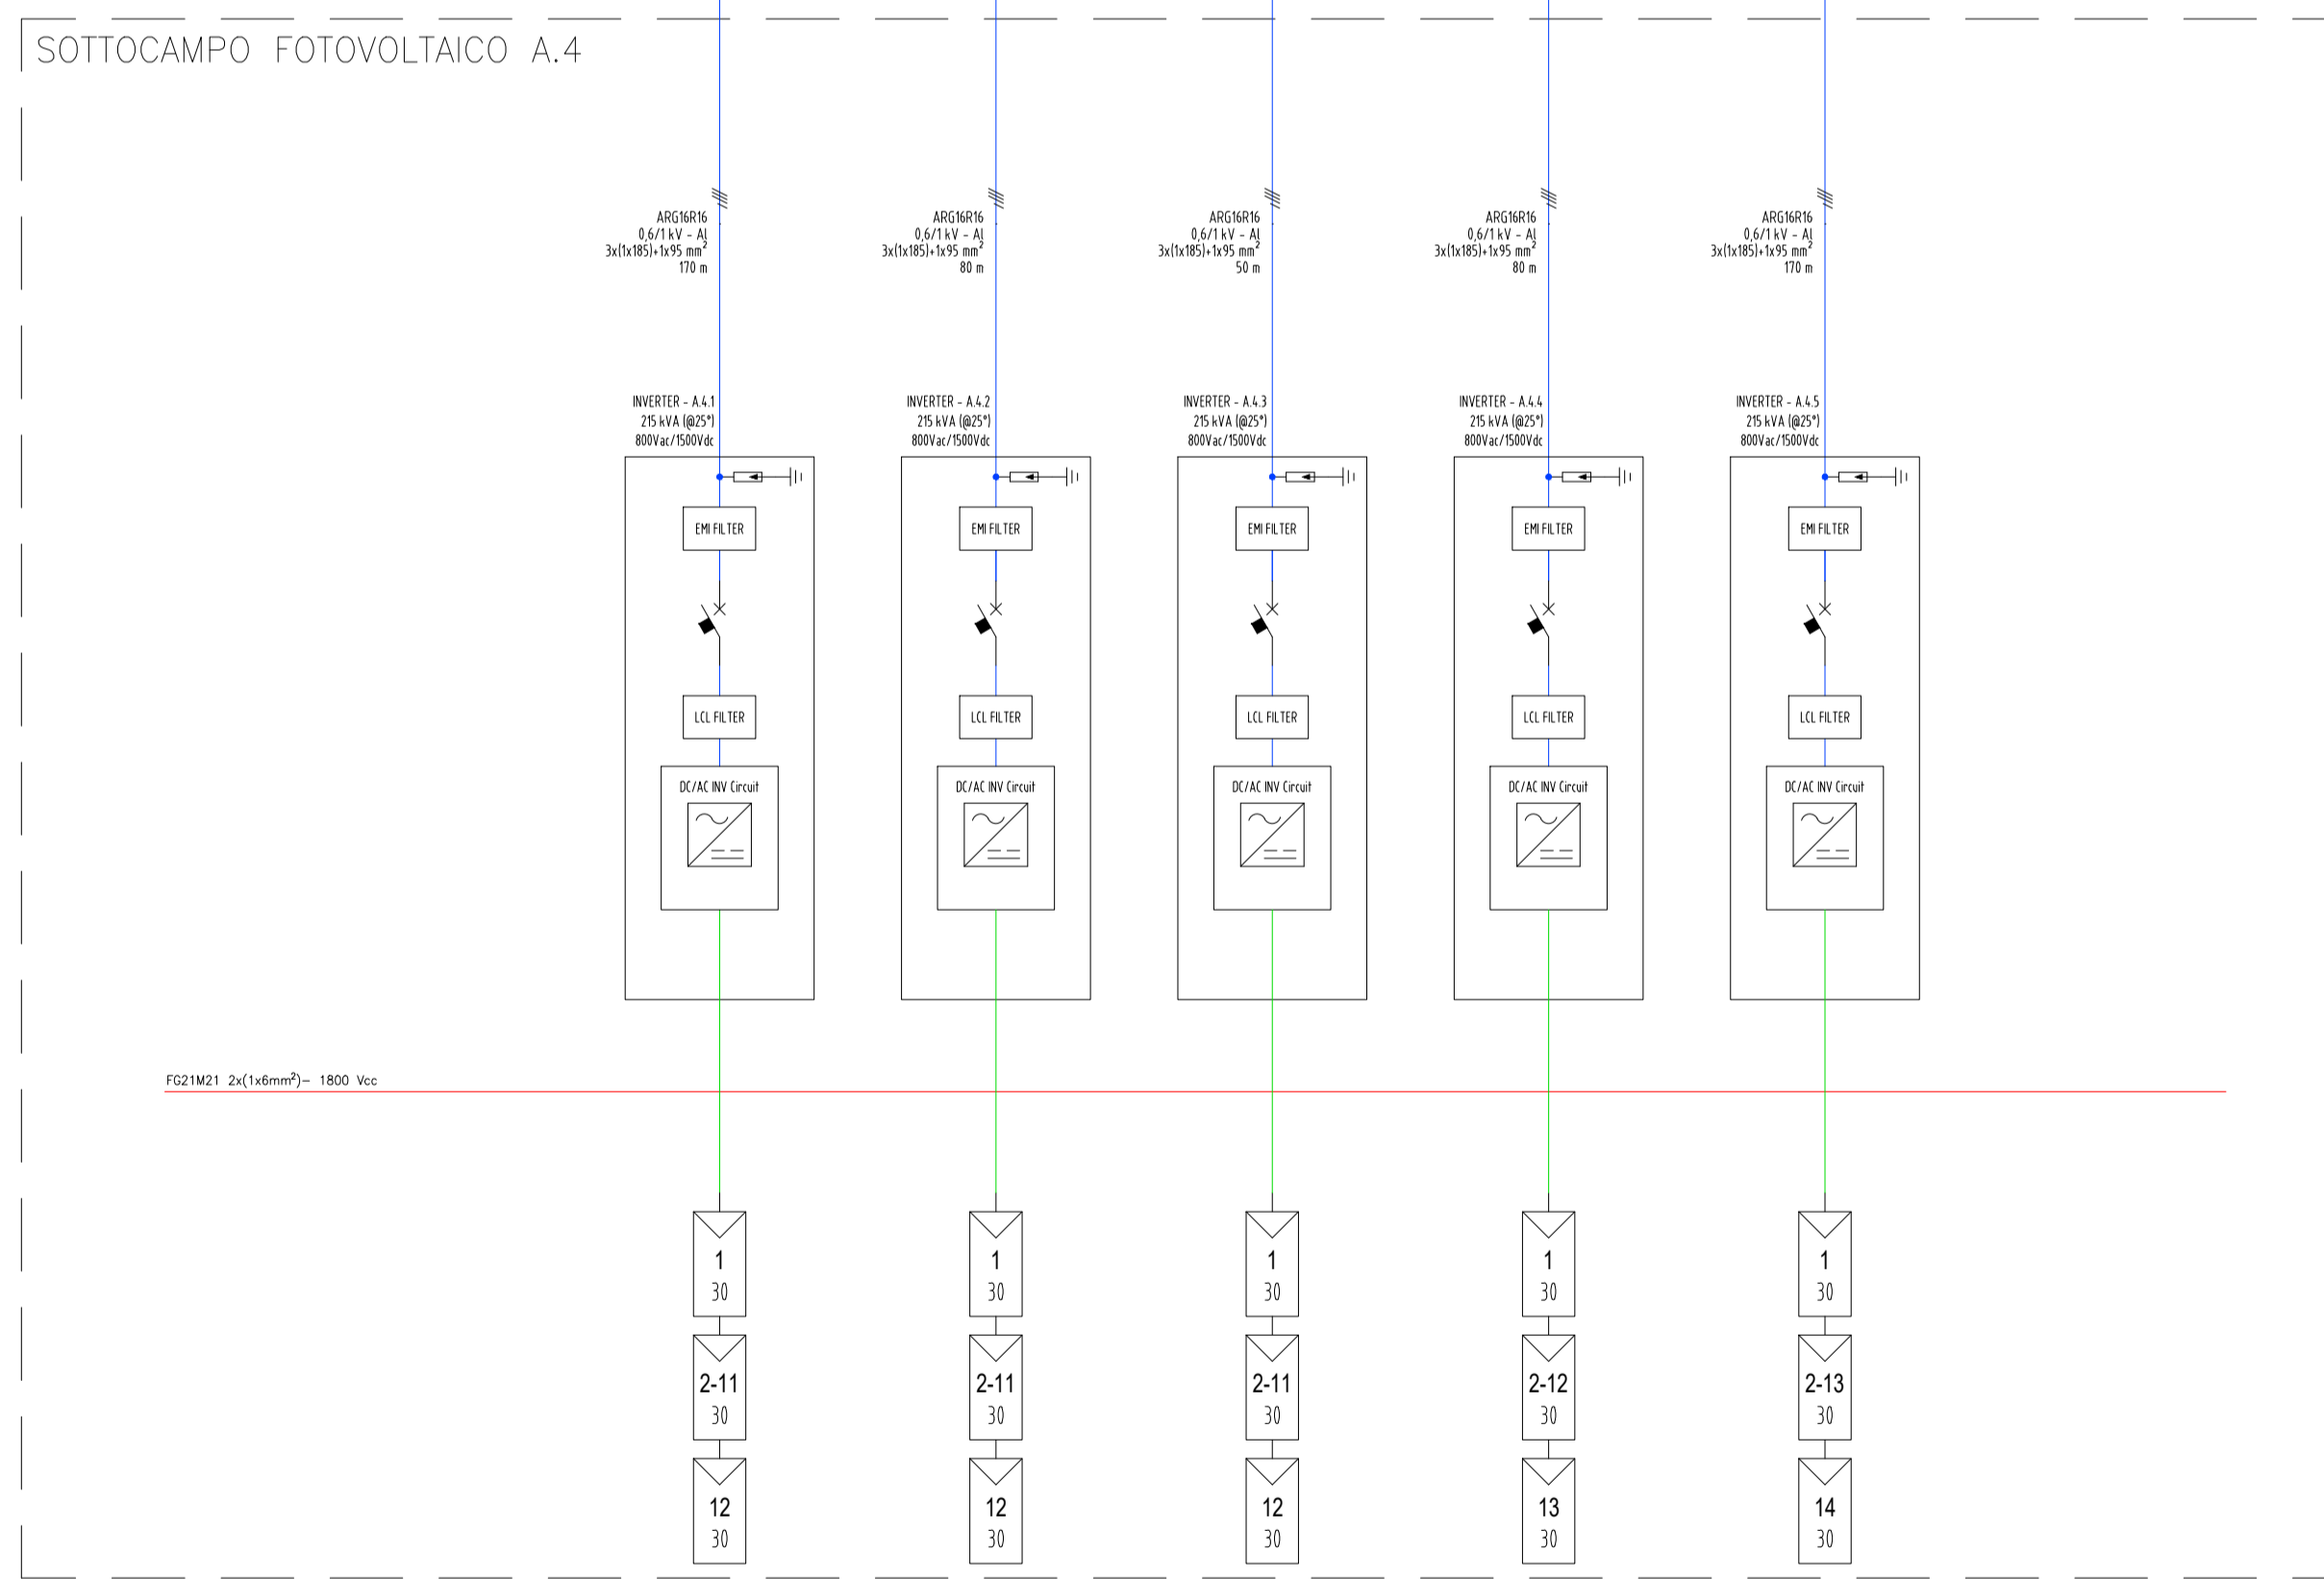 SOTTOCAMPO FOTOVOLTAICO A.4
ARG16R16
0,6/1 kV - Al
3x(1x185)+1x95 mm²
170 m
ARG16R16
0,6/1 kV - Al
3x(1x185)+1x95 mm²
80 m
ARG16R16
0,6/1 kV - Al
3x(1x185)+1x95 mm²
50 m
ARG16R16
0,6/1 kV - Al
3x(1x185)+1x95 mm²
80 m
ARG16R16
0,6/1 kV - Al
3x(1x185)+1x95 mm²
170 m
INVERTER - A.4.1
215 kVA (@25°)
800Vac/1500Vdc
INVERTER - A.4.2
215 kVA (@25°)
800Vac/1500Vdc
INVERTER - A.4.3
215 kVA (@25°)
800Vac/1500Vdc
INVERTER - A.4.4
215 kVA (@25°)
800Vac/1500Vdc
INVERTER - A.4.5
215 kVA (@25°)
800Vac/1500Vdc
EMI FILTER
EMI FILTER
EMI FILTER
EMI FILTER
EMI FILTER
LCL FILTER
LCL FILTER
LCL FILTER
LCL FILTER
LCL FILTER
DC/AC INV Circuit
DC/AC INV Circuit
DC/AC INV Circuit
DC/AC INV Circuit
DC/AC INV Circuit
FG21M21 2x(1x6mm²)- 1800 Vcc
1
30
1
30
1
30
1
30
1
30
2-11
30
2-11
30
2-11
30
2-12
30
2-13
30
12
30
12
30
12
30
13
30
14
30